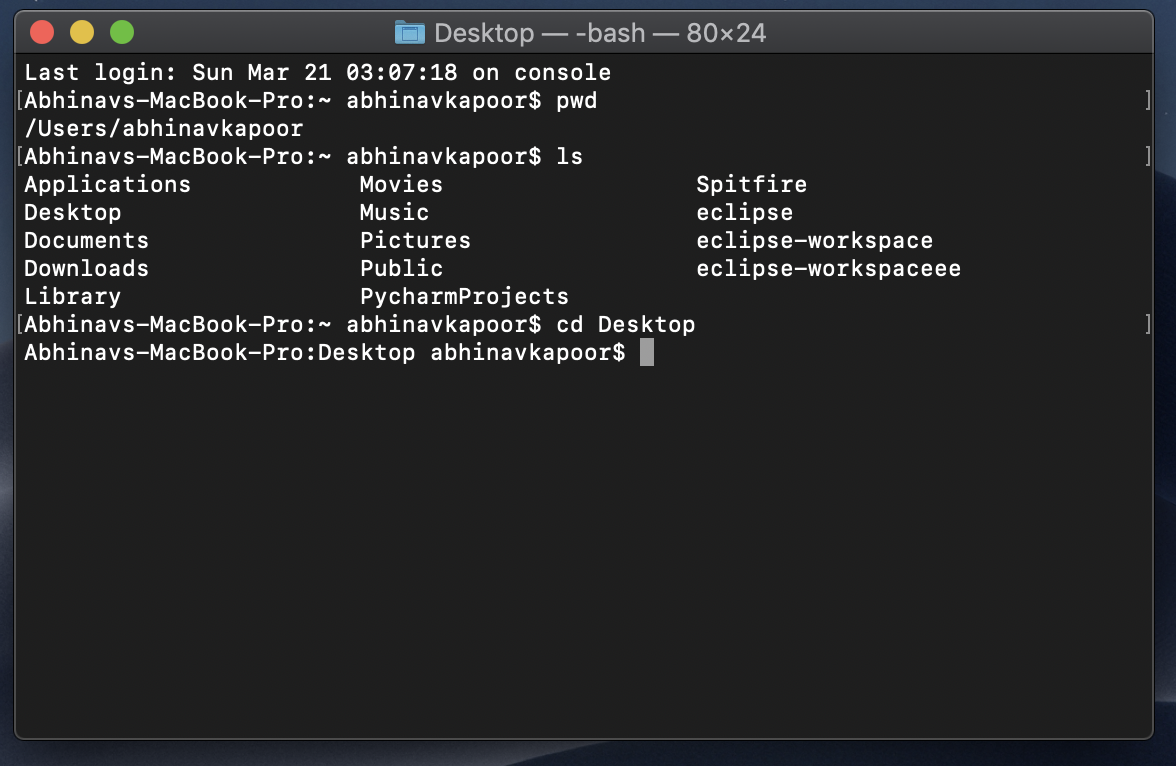 Desktop — -bash — 80×24
Last login: Sun Mar 21 03:07:18 on console
[Abhinavs-MacBook-Pro:~ abhinavkapoor$ pwd ]
/Users/abhinavkapoor
[Abhinavs-MacBook-Pro:~ abhinavkapoor$ ls ]
Applications Movies Spitfire
Desktop Music eclipse
Documents Pictures eclipse-workspace
Downloads Public eclipse-workspaceee
Library PycharmProjects
[Abhinavs-MacBook-Pro:~ abhinavkapoor$ cd Desktop ]
Abhinavs-MacBook-Pro:Desktop abhinavkapoor$